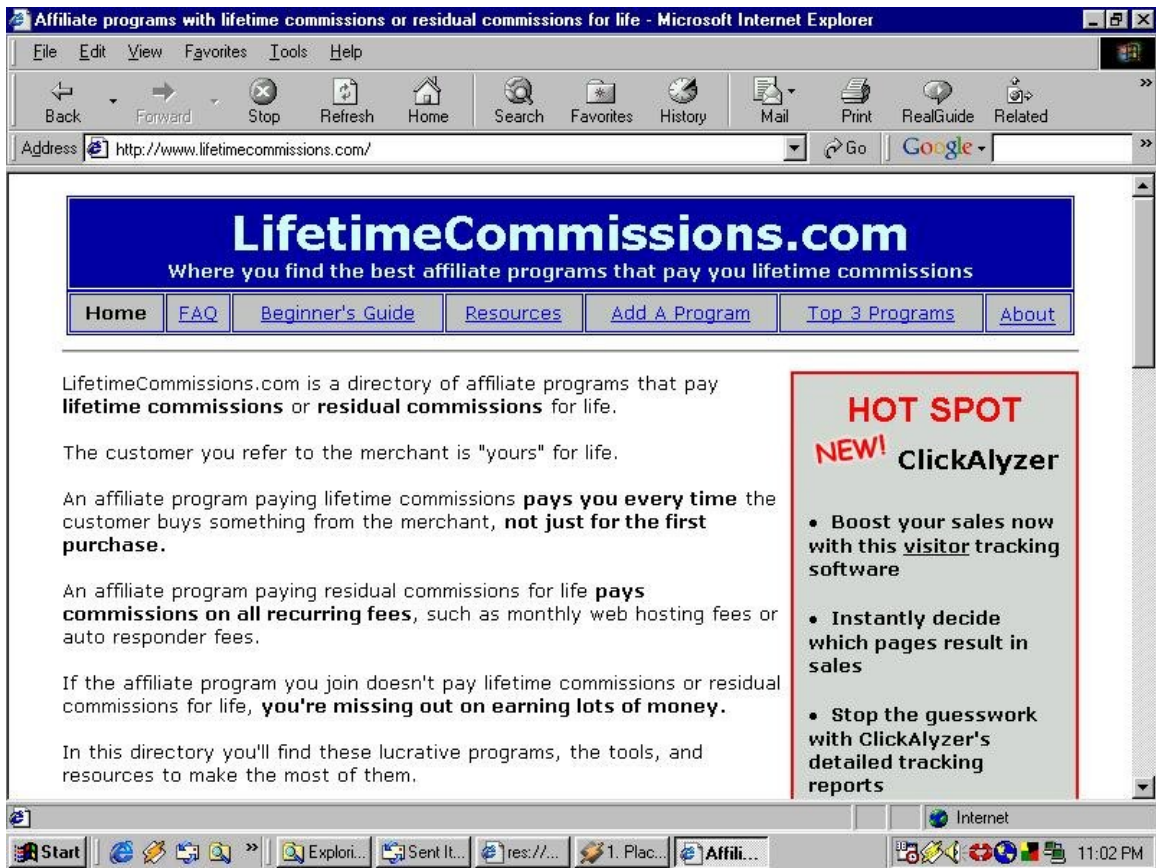 Affiliate programs with lifetime commissions or residual commissions for life - Microsoft Internet Explorer
File Edit View Favorites Tools Help
Back Forward Stop Refresh Home Search Favorites History Mail Print RealGuide Related »
Address http://www.lifetimecommissions.com/ Go Google »
LifetimeCommissions.com
Where you find the best affiliate programs that pay you lifetime commissions
Home FAQ Beginner's Guide Resources Add A Program Top 3 Programs About
LifetimeCommissions.com is a directory of affiliate programs that pay
lifetime commissions or residual commissions for life.
The customer you refer to the merchant is "yours" for life.
An affiliate program paying lifetime commissions pays you every time the
customer buys something from the merchant, not just for the first
purchase.
An affiliate program paying residual commissions for life pays
commissions on all recurring fees, such as monthly web hosting fees or
auto responder fees.
If the affiliate program you join doesn't pay lifetime commissions or residual
commissions for life, you're missing out on earning lots of money.
In this directory you'll find these lucrative programs, the tools, and
resources to make the most of them.
HOT SPOT
NEW! ClickAlyzer
• Boost your sales now
with this visitor tracking
software
• Instantly decide
which pages result in
sales
• Stop the guesswork
with ClickAlyzer's
detailed tracking
reports
Internet
Start » Explori... Sent It... res://... 1. Plac... Affili... 11:02 PM